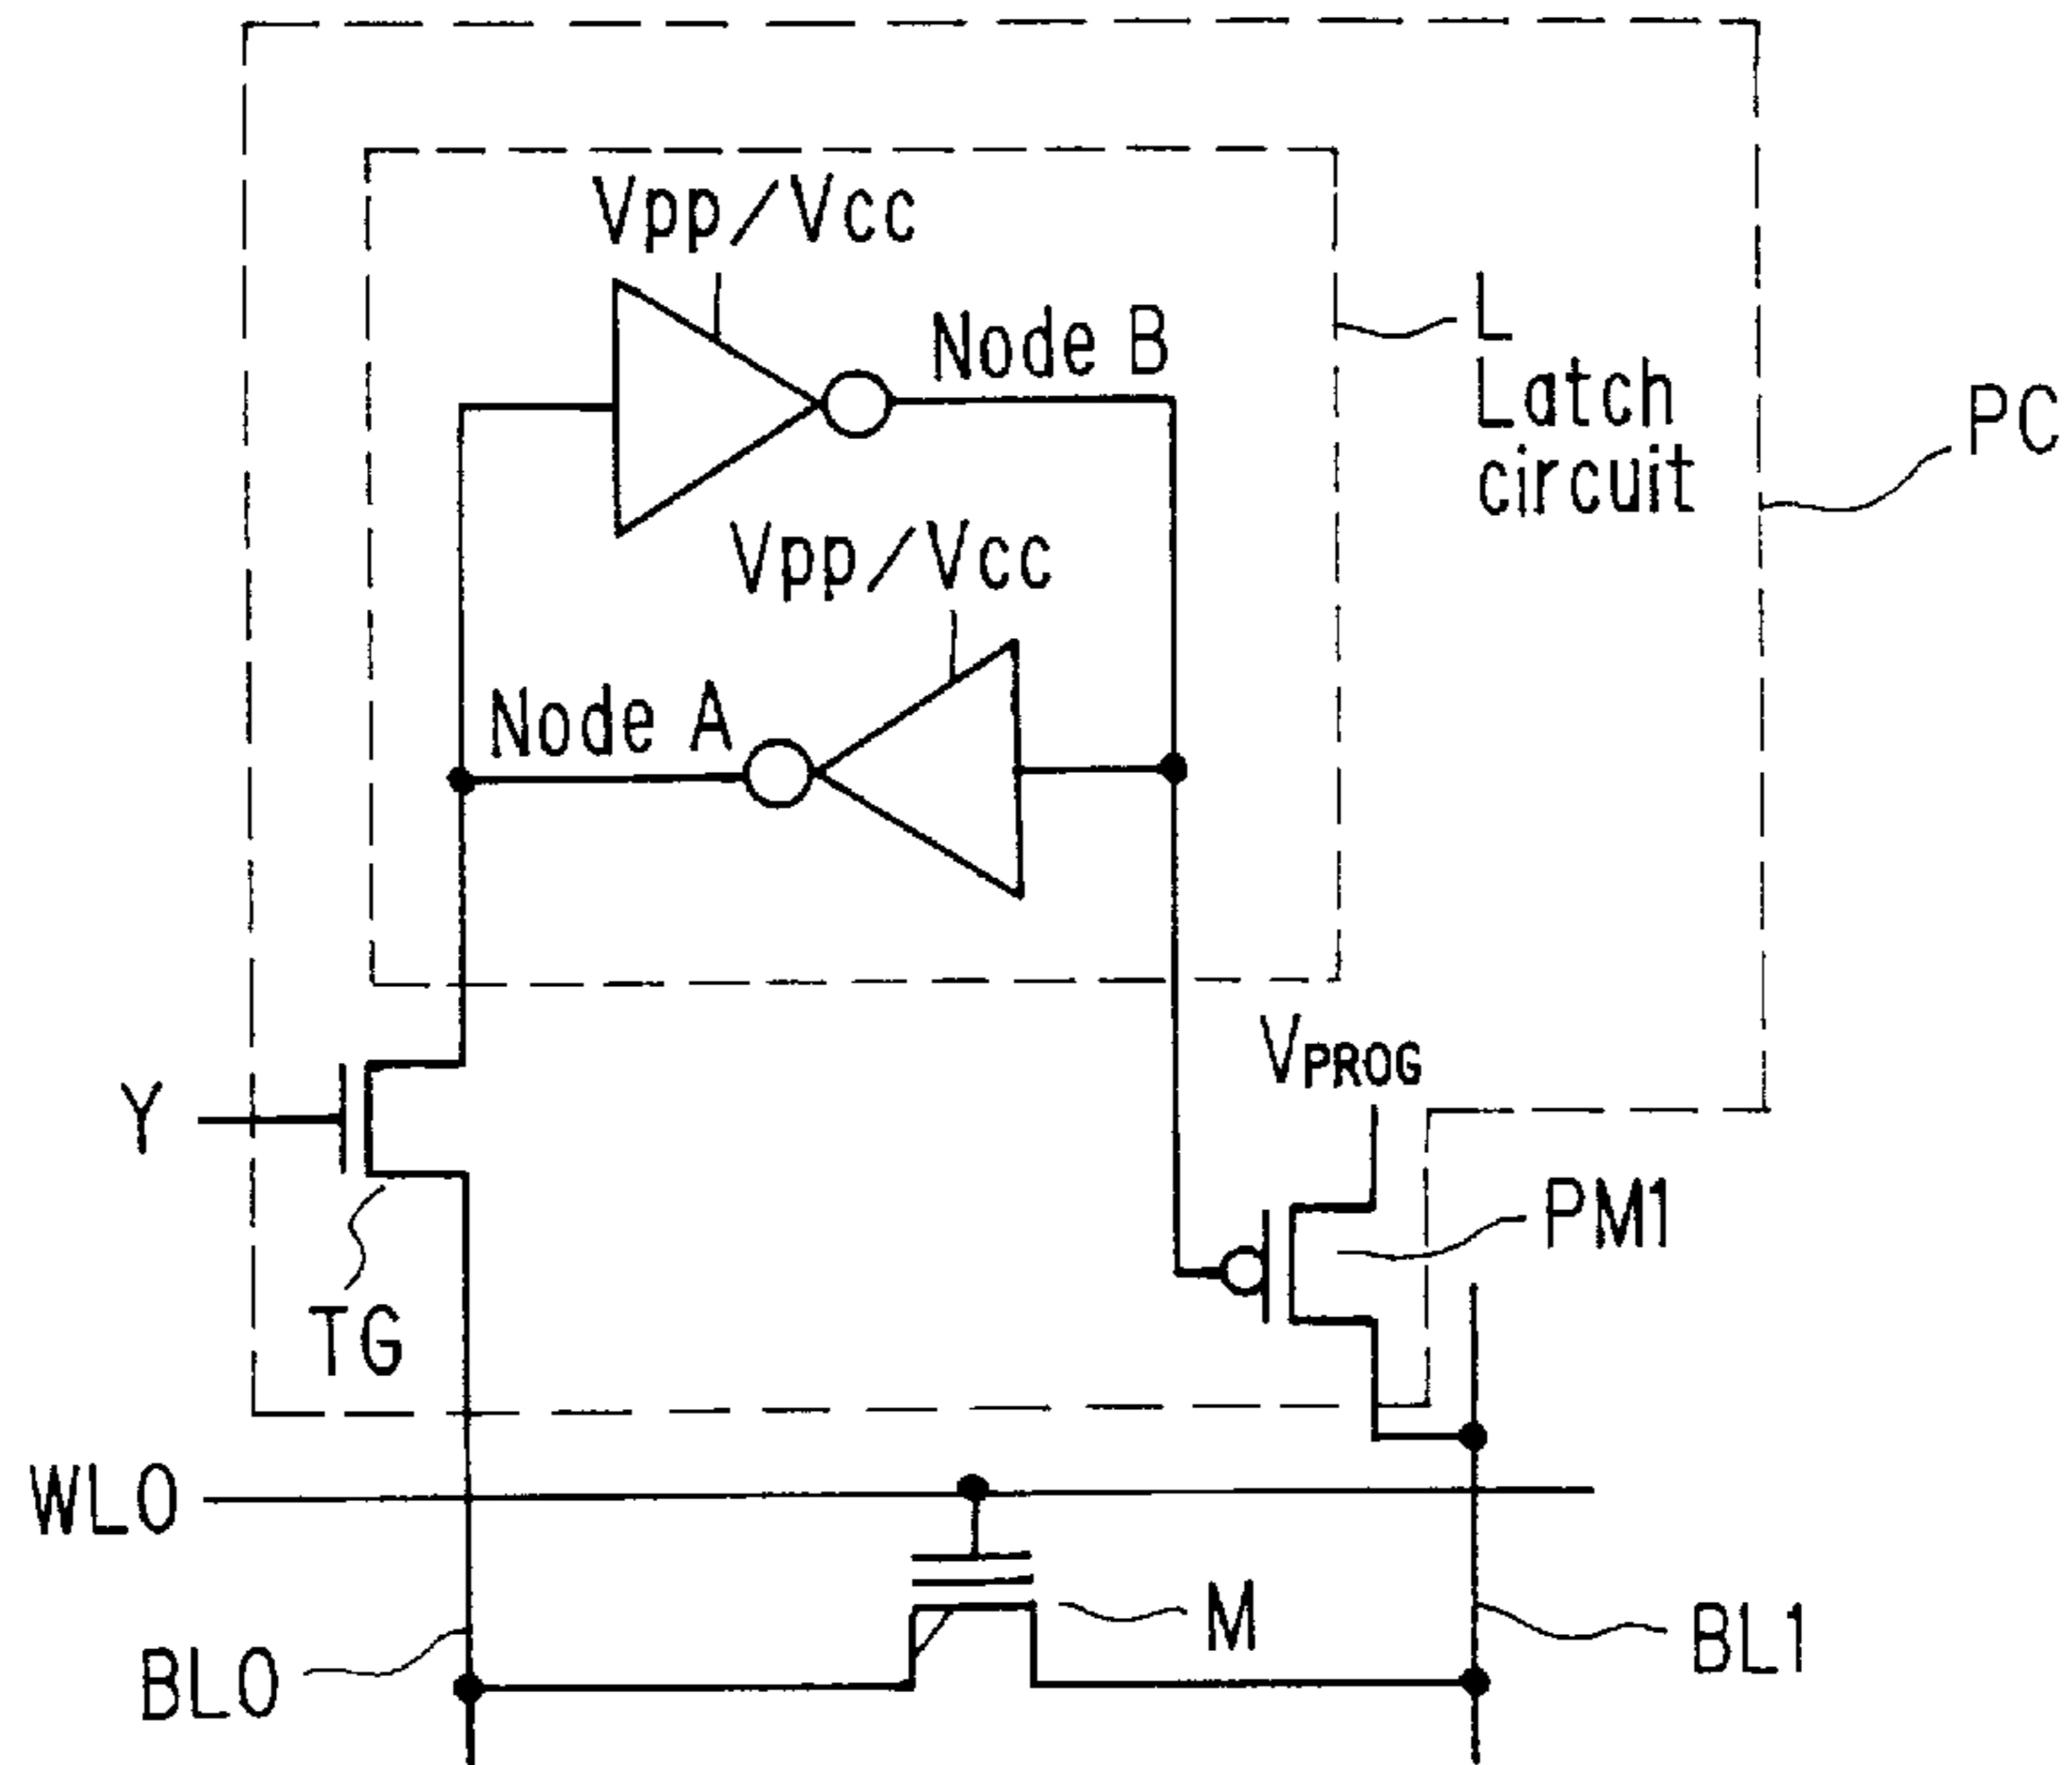 Vpp/Vcc
Node B
L
Latch
circuit
PC
Vpp/Vcc
Node A
VPROG
Y
PM1
TG
WL0
M
BL0
BL1